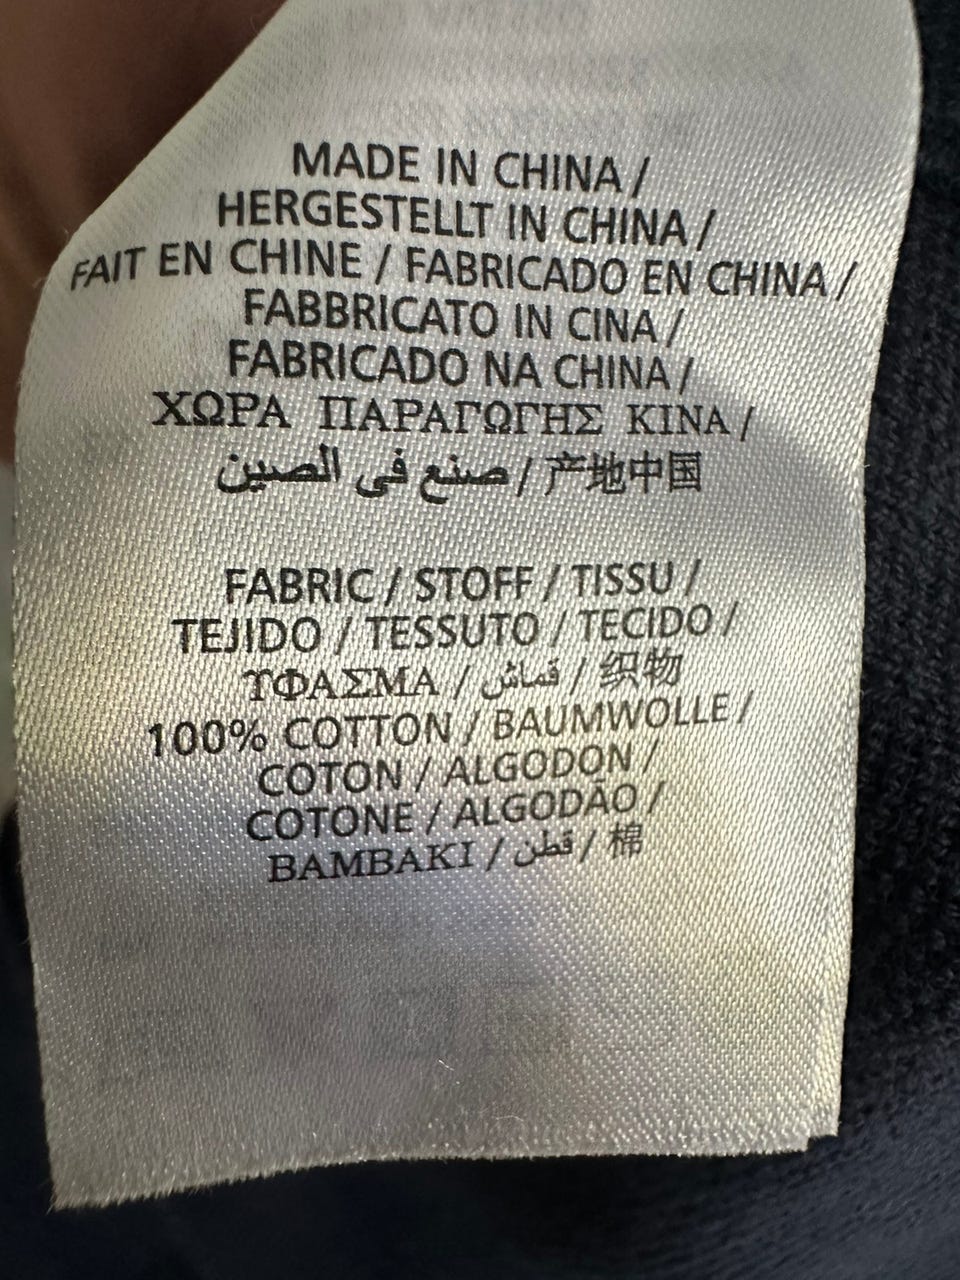 MADE IN CHINA /
HERGESTELLT IN CHINA /
FAIT EN CHINE / FABRICADO EN CHINA /
FABBRICATO IN CINA /
FABRICADO NA CHINA /
ΧΩΡΑ ΠΑΡΑΓΩΓΗΣ ΚΙΝΑ /
صنع في الصين / 产地中国
FABRIC / STOFF / TISSU /
TEJIDO / TESSUTO / TECIDO /
ΥΦΑΣΜΑ / قماش / 织物
100% COTTON / BAUMWOLLE /
COTON / ALGODON /
COTONE / ALGODÃO /
ΒΑΜΒΑΚΙ / قطن / 棉